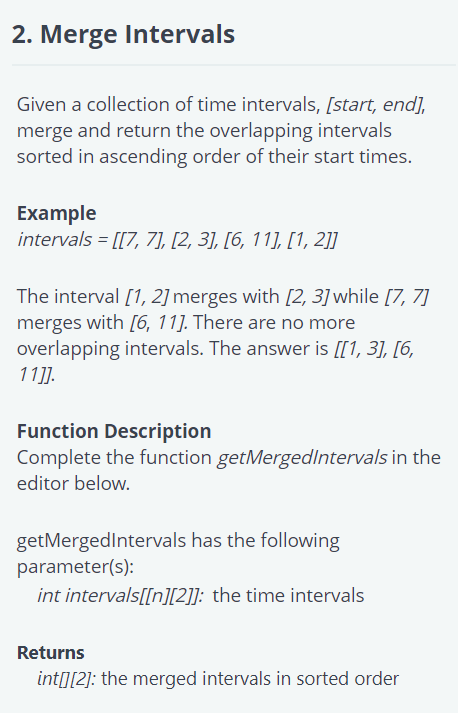 2. Merge Intervals
Given a collection of time intervals, [start, end],
merge and return the overlapping intervals
sorted in ascending order of their start times.
Example
intervals = [[7, 7], [2, 3], [6, 11], [1, 2]]
The interval [1, 2] merges with [2, 3] while [7, 7]
merges with [6, 11]. There are no more
overlapping intervals. The answer is [[1, 3], [6,
11]].
Function Description
Complete the function getMergedIntervals in the
editor below.
getMergedIntervals has the following
parameter(s):
int intervals[[n][2]]: the time intervals
Returns
int[][2]: the merged intervals in sorted order